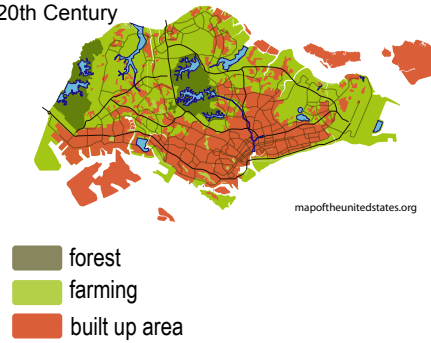 20th Century
mapoftheunitedstates.org
forest
farming
built up area